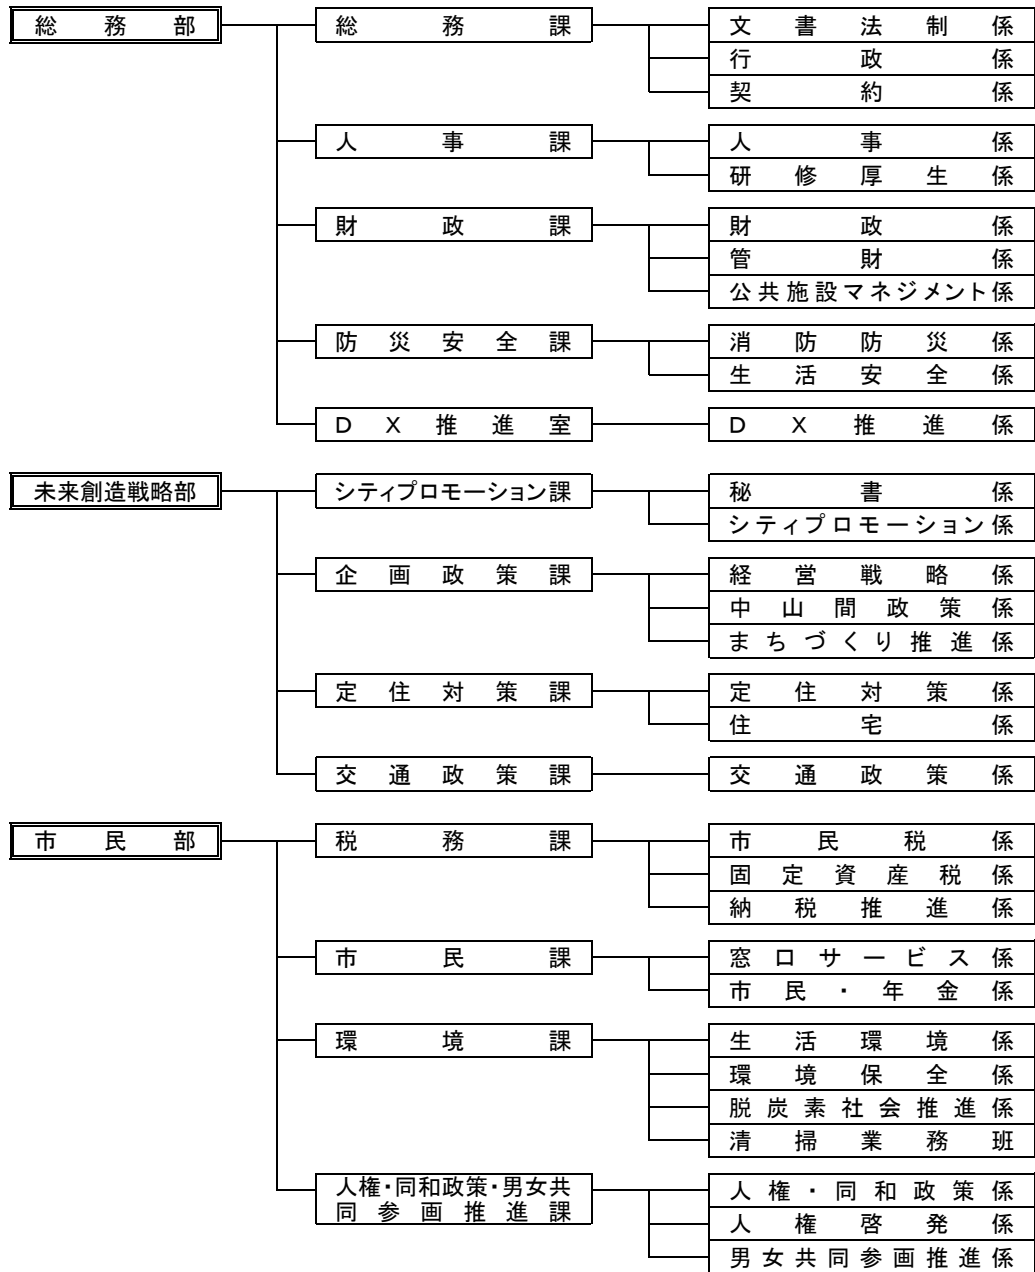 総務部 総務課 文書法制係
行政係
契約係
人事課 人事係
研修厚生係
財政課 財政係
管財係
公共施設マネジメント係
防災安全課 消防防災係
生活安全係
DX推進室 DX推進係
未来創造戦略部 シティプロモーション課 秘書係
シティプロモーション係
企画政策課 経営戦略係
中山間政策係
まちづくり推進係
定住対策課 定住対策係
住宅係
交通政策課 交通政策係
市民部 税務課 市民税係
固定資産税係
納税推進係
市民課 窓口サービス係
市民・年金係
環境課 生活環境係
環境保全係
脱炭素社会推進係
清掃業務班
人権・同和政策・男女共
同参画推進課
人権・同和政策係
人権啓発係
男女共同参画推進係